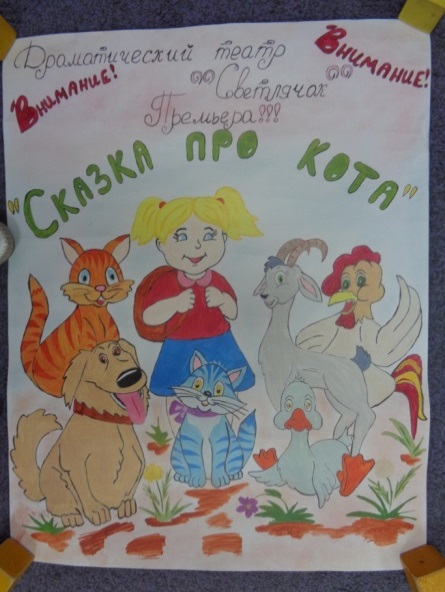 Драматический театр
Внимание!
Внимание!
"Светлячок
Премьера!!!
"Сказка про кота"